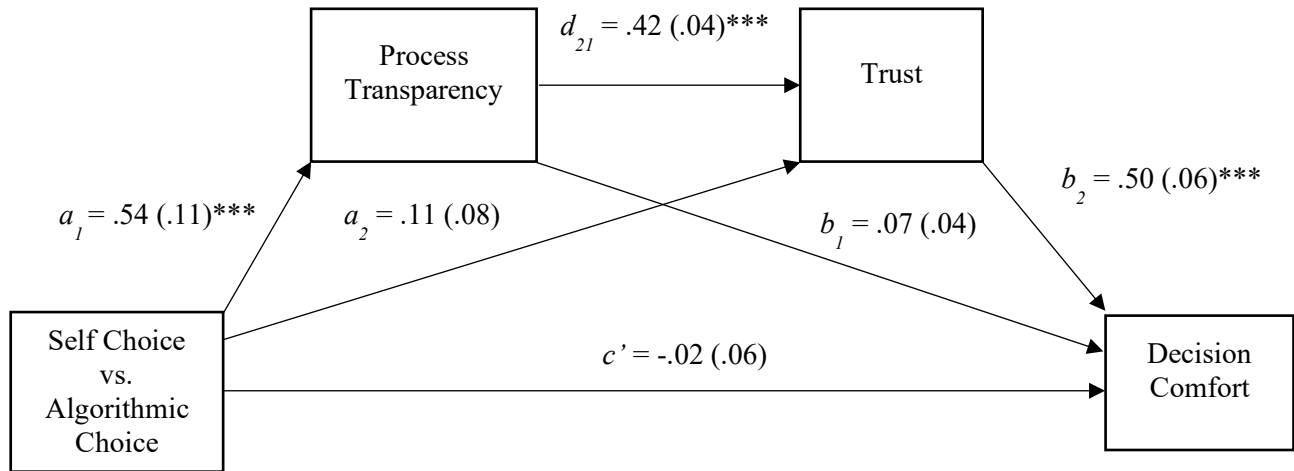 d21 = .42 (.04)***
Process
Transparency
Trust
b2 = .50 (.06)***
a1 = .54 (.11)***
a2 = .11 (.08)
b1 = .07 (.04)
Self Choice
vs.
Algorithmic
Choice
c’ = -.02 (.06)
Decision
Comfort